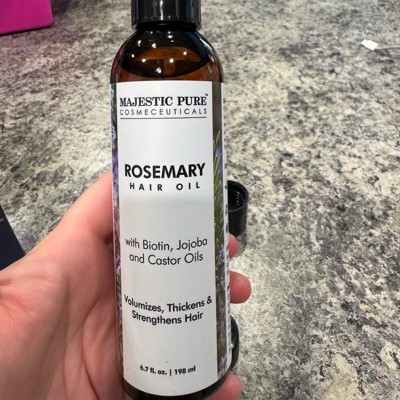 MAJESTIC PURE™
COSMECEUTICALS
ROSEMARY
HAIR OIL
with Biotin, Jojoba
and Castor Oils
Volumizes, Thickens &
Strengthens Hair
6.7 fl. oz. | 198 ml